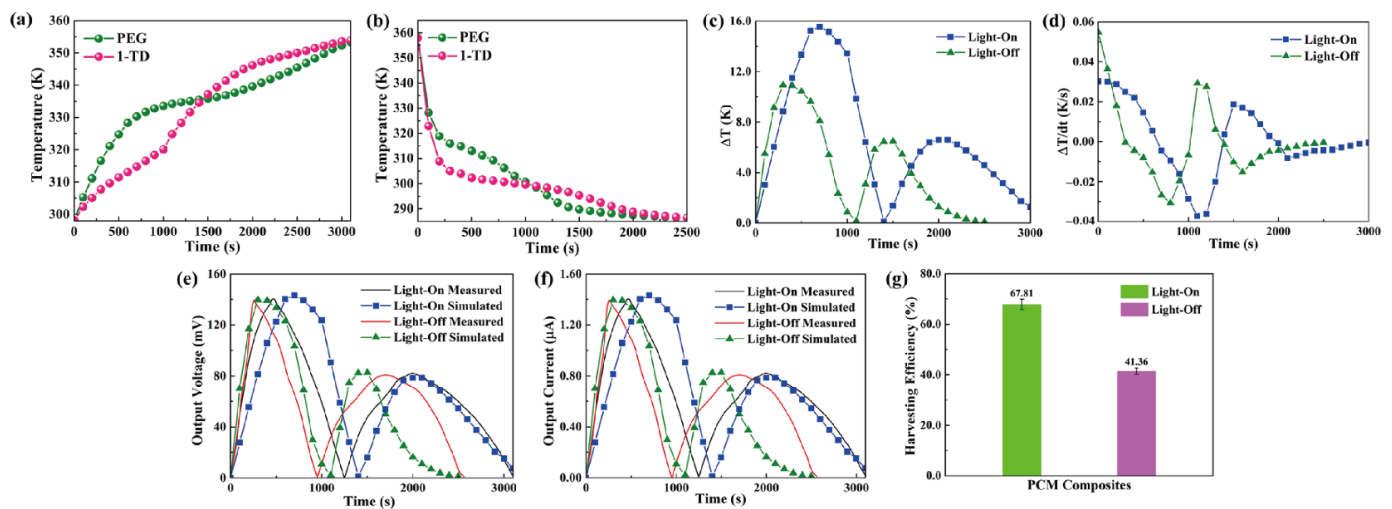 (a)
PEG
1-TD
Temperature (K)
360
350
340
330
320
310
300
0 500 1000 1500 2000 2500 3000
Time (s)
(b)
PEG
1-TD
Temperature (K)
360
350
340
330
320
310
300
290
0 500 1000 1500 2000 2500
Time (s)
(c)
Light-On
Light-Off
ΔT (K)
16.0
12.0
8.0
4.0
0.0
0 1000 2000 3000
Time (s)
(d)
Light-On
Light-Off
ΔT/dt (K/s)
0.06
0.04
0.02
0.00
−0.02
−0.04
0 1000 2000 3000
Time (s)
(e)
Light-On Measured
Light-On Simulated
Light-Off Measured
Light-Off Simulated
Output Voltage (mV)
160
120
80
40
0
0 1000 2000 3000
Time (s)
(f)
Light-On Measured
Light-On Simulated
Light-Off Measured
Light-Off Simulated
Output Current (μA)
1.60
1.20
0.80
0.40
0.00
0 1000 2000 3000
Time (s)
(g)
Light-On
Light-Off
Harvesting Efficiency (%)
80.0
60.0
40.0
20.0
0.0
67.81
41.36
PCM Composites